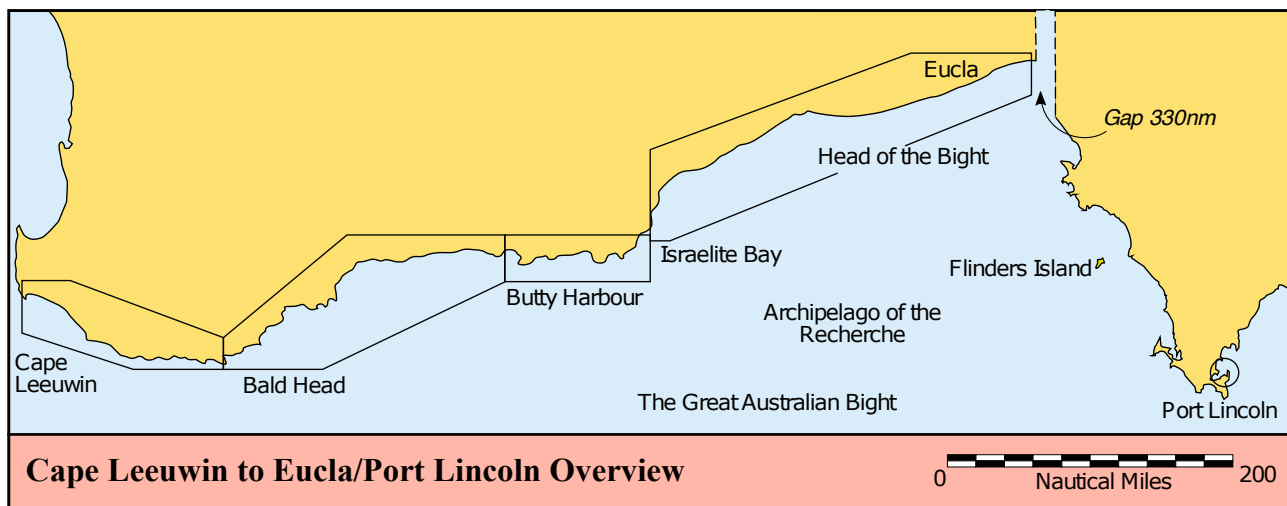 Eucla
Gap 330nm
Head of the Bight
Israelite Bay
Flinders Island
Butty Harbour
Archipelago of the
Recherche
Cape
Leeuwin
Bald Head
The Great Australian Bight
Port Lincoln
Cape Leeuwin to Eucla/Port Lincoln Overview
0
200
Nautical Miles